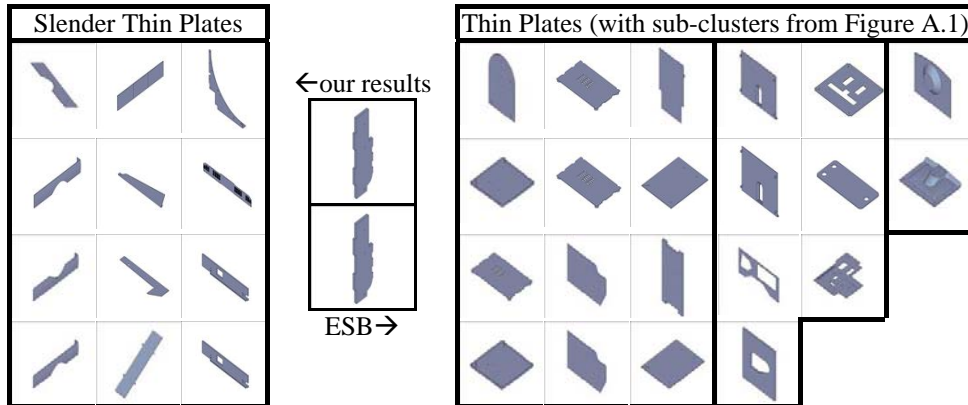 Slender Thin Plates
Thin Plates (with sub-clusters from Figure A.1)
←our results
ESB→